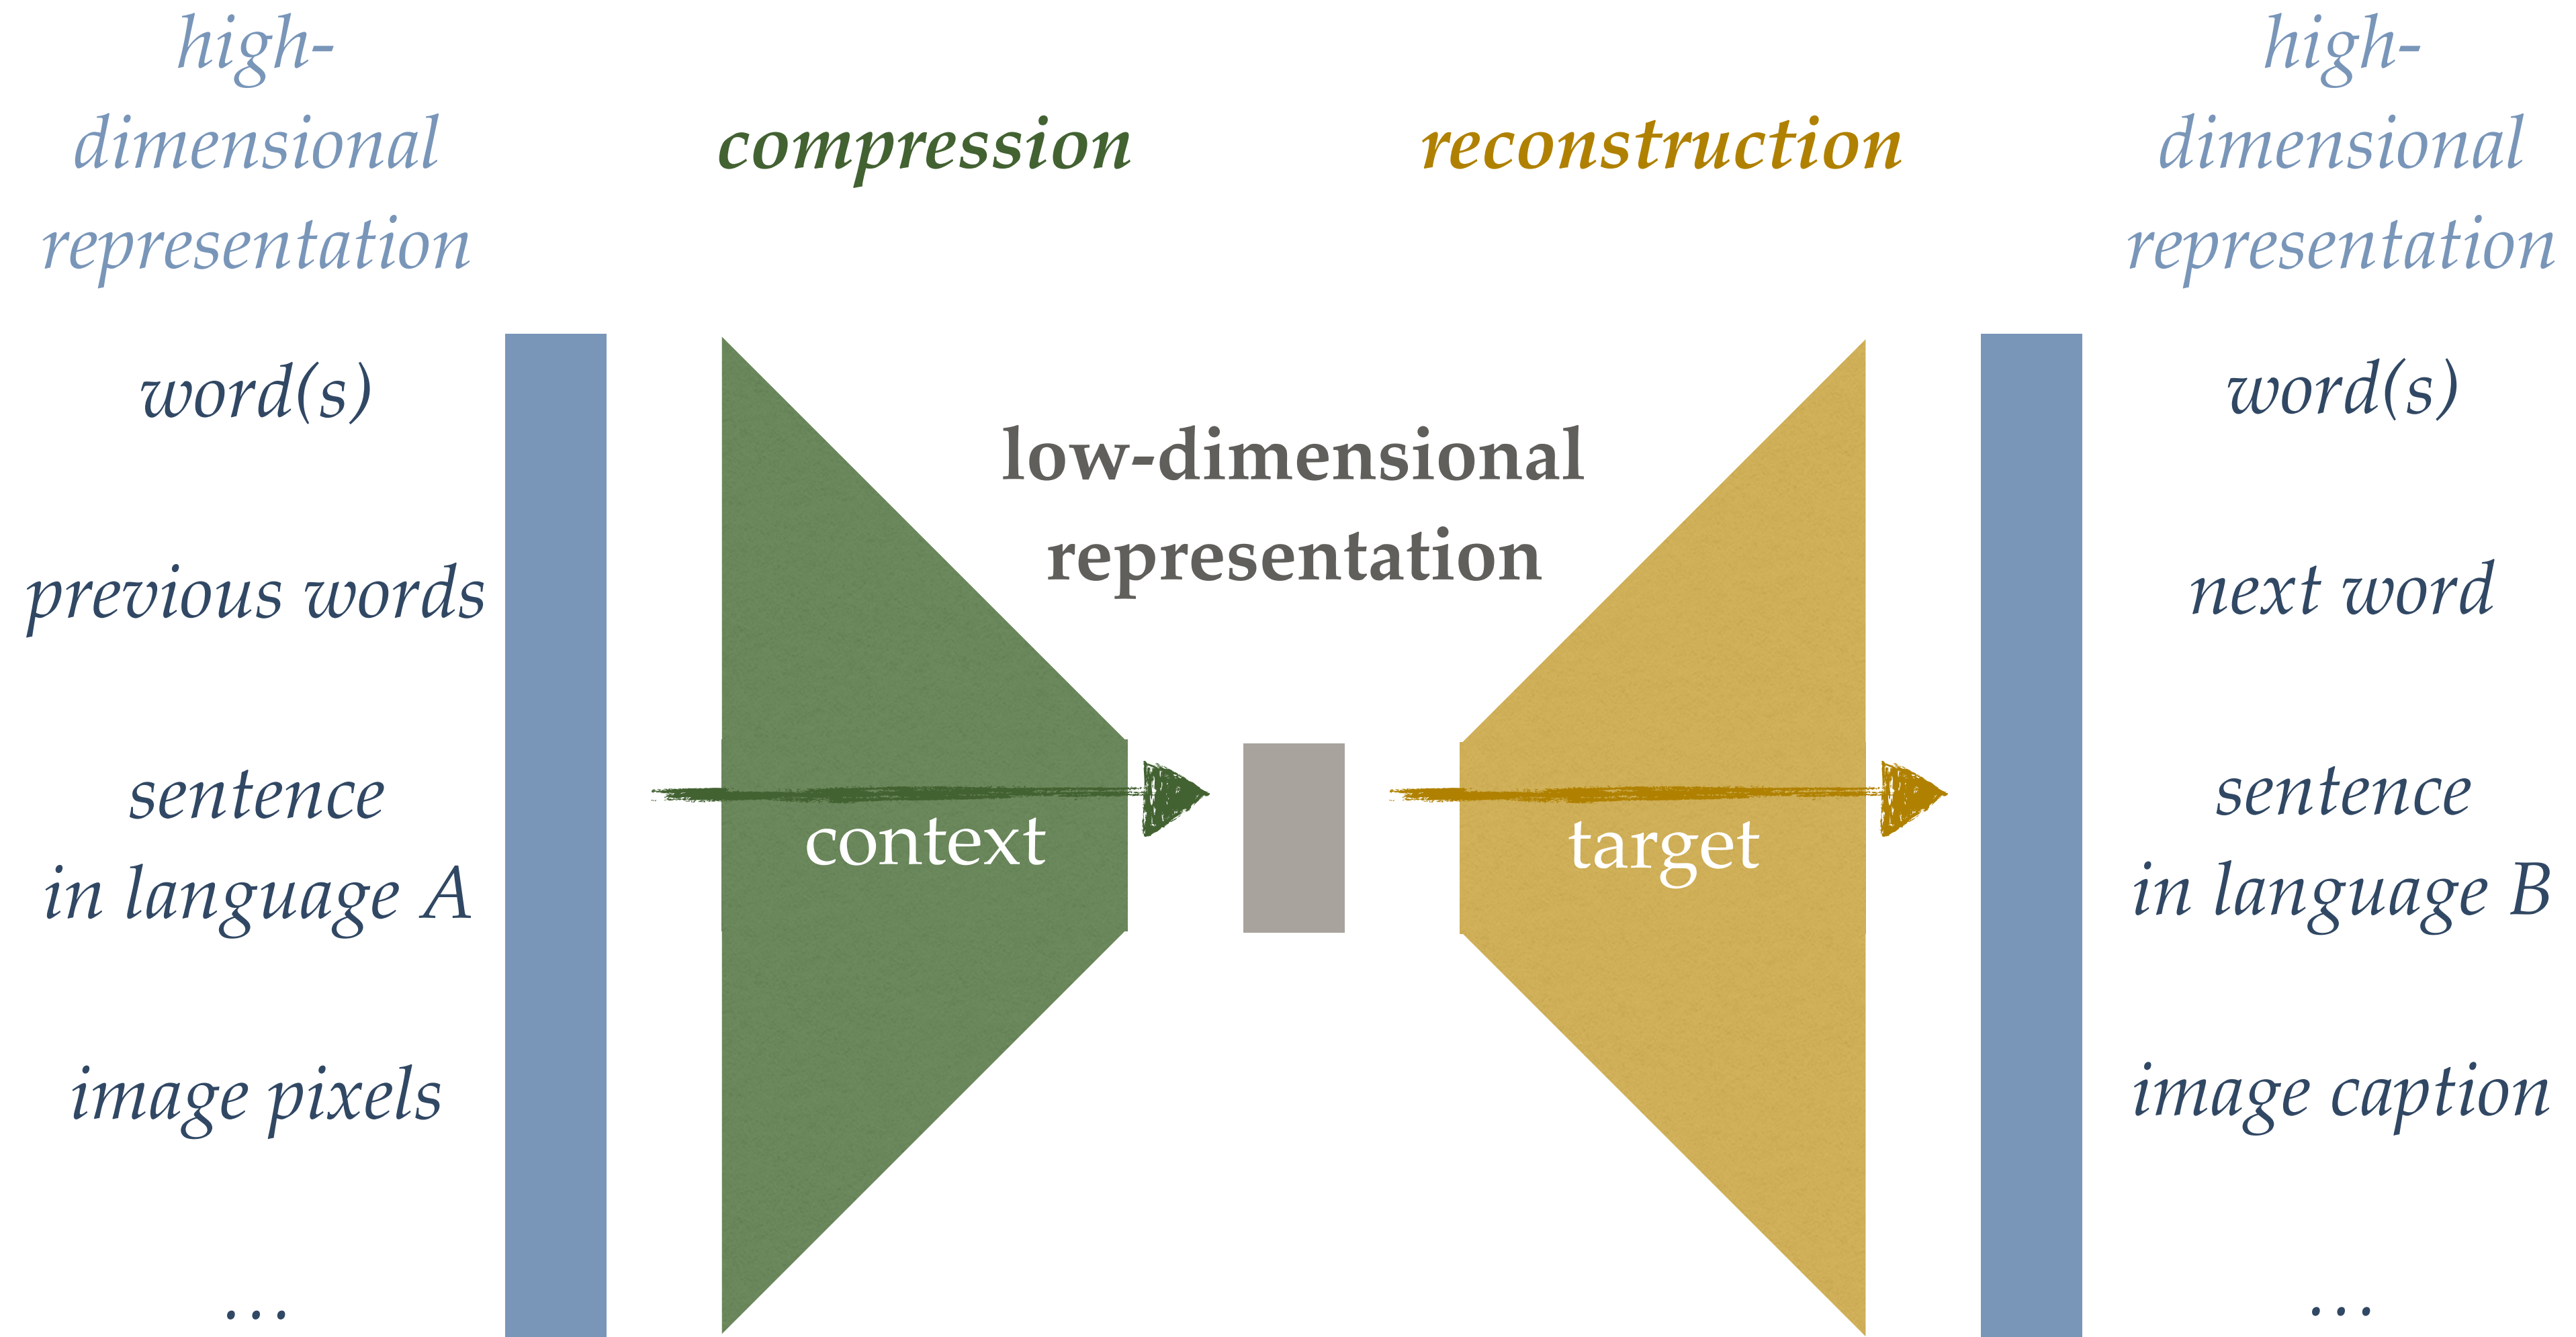 high-
dimensional
representation
word(s)
previous words
sentence
in language A
image pixels
...
compression
context
low-dimensional
representation
reconstruction
target
high-
dimensional
representation
word(s)
next word
sentence
in language B
image caption
...